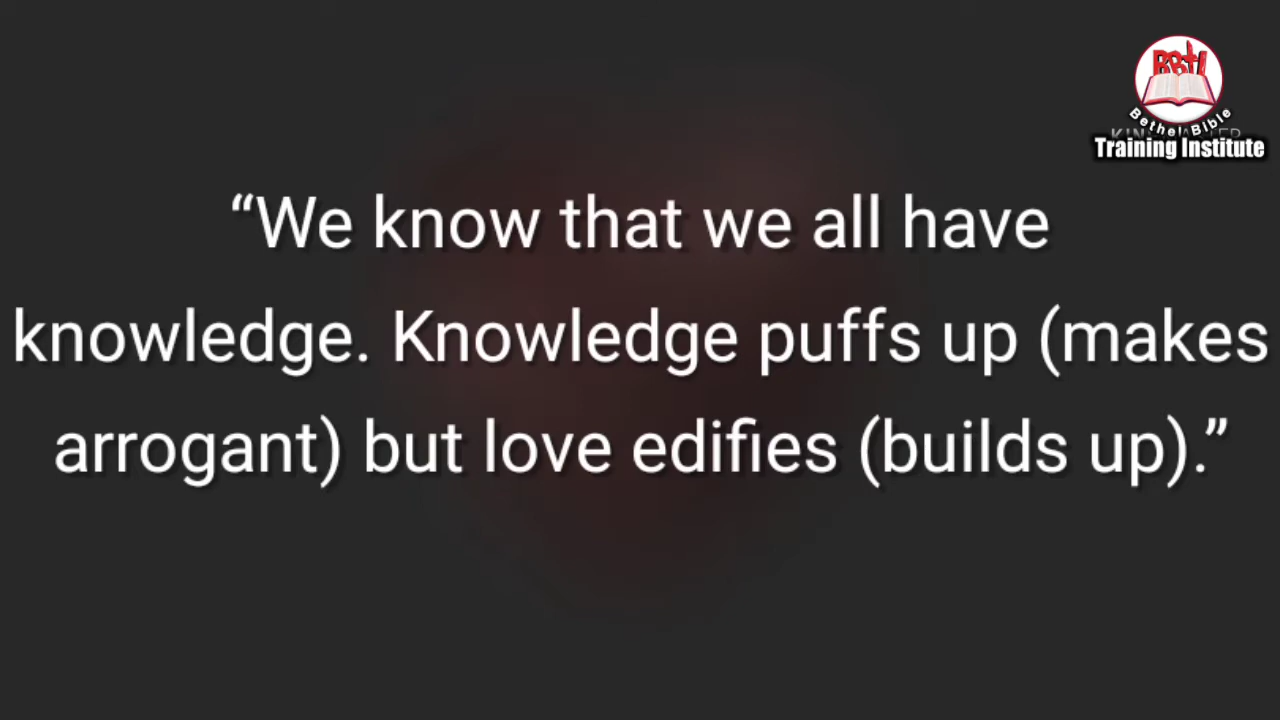 BBTI
Bethel Bible
Training Institute
“We know that we all have
knowledge. Knowledge puffs up (makes
arrogant) but love edifies (builds up).”